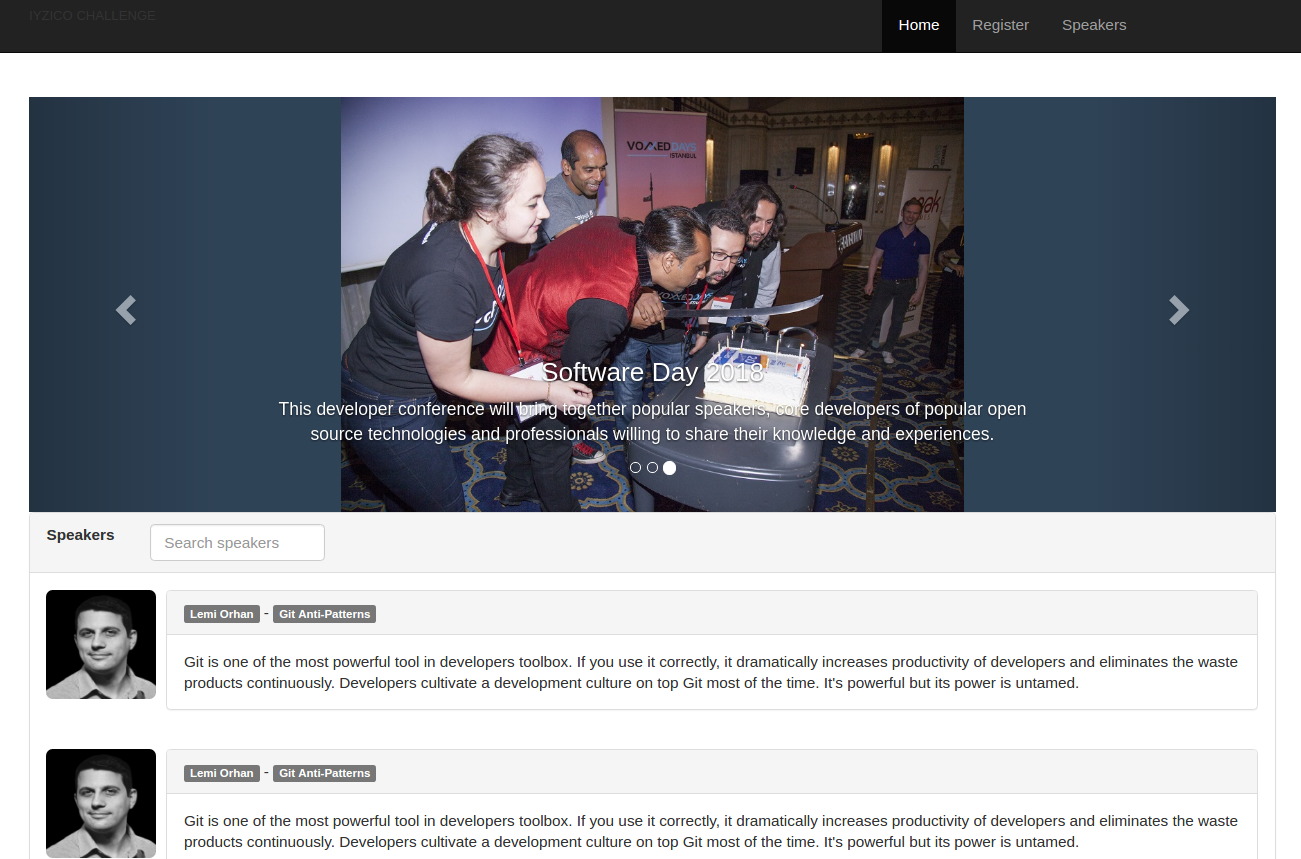 IYZICO CHALLENGE
Home Register Speakers
VOXXED DAYS
ISTANBUL
Software Day 2018
This developer conference will bring together popular speakers, core developers of popular open
source technologies and professionals willing to share their knowledge and experiences.
Speakers Search speakers
Lemi Orhan - Git Anti-Patterns
Git is one of the most powerful tool in developers toolbox. If you use it correctly, it dramatically increases productivity of developers and eliminates the waste
products continuously. Developers cultivate a development culture on top Git most of the time. It's powerful but its power is untamed.
Lemi Orhan - Git Anti-Patterns
Git is one of the most powerful tool in developers toolbox. If you use it correctly, it dramatically increases productivity of developers and eliminates the waste
products continuously. Developers cultivate a development culture on top Git most of the time. It's powerful but its power is untamed.